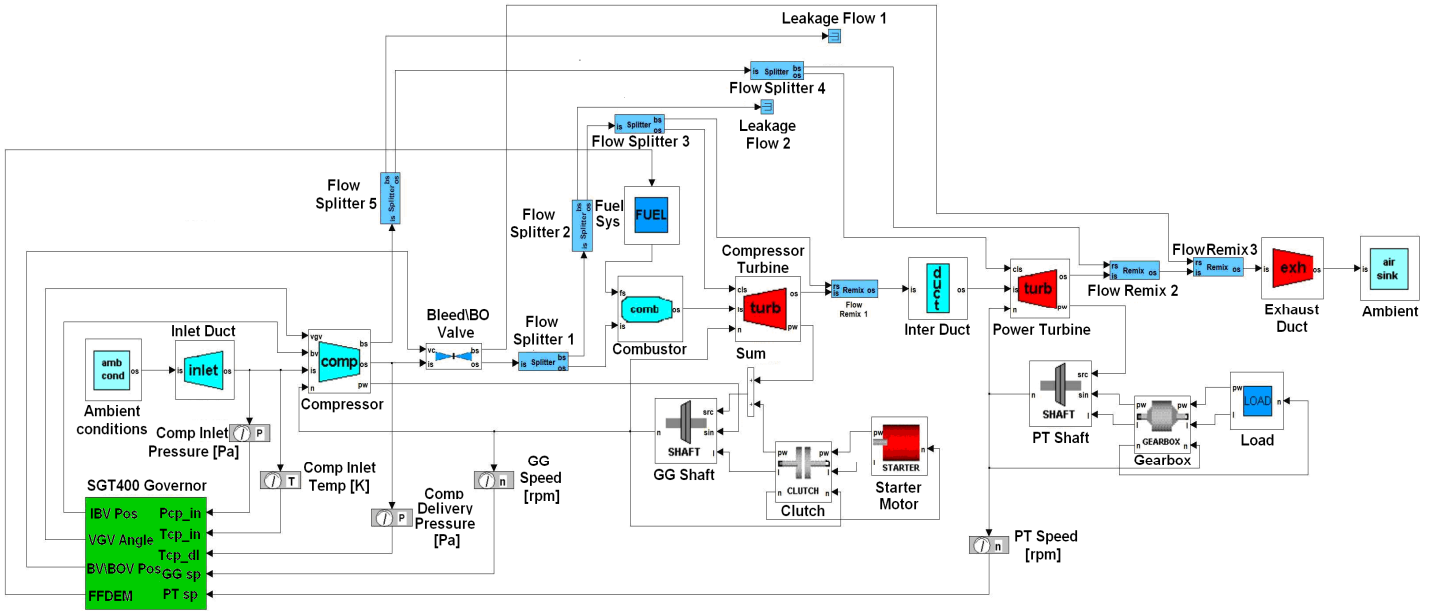 Leakage Flow 1
is Splitter bs os
Flow Splitter 4
Leakage
Flow 2
is Splitter bs os
Flow Splitter 3
Flow
Splitter 5
is Splitter bs os
Flow
Splitter 2
is Splitter bs os
Fuel
Sys
FUEL
Compressor
Turbine
cls
is
n
turb
os
pw
Sum
rs
is
Remix os
Flow
Remix 1
is
duct
os
Inter Duct
cls
is
n
turb
os
pw
Power Turbine
rs
is
Remix os
Flow Remix 2
FlowRemix3
rs
is
Remix os
is
exh
os
Exhaust
Duct
is
air
sink
Ambient
amb
cond
os
Ambient
conditions
Inlet Duct
is
inlet
os
vgv
bv
is
n
comp
bs
os
pw
Compressor
Bleed\BO
Valve
vc
is
bs
os
Flow
Splitter 1
is Splitter bs os
fs
is
comb
os
Combustor
Comp Inlet
Pressure [Pa]
P
Comp Inlet
Temp [K]
T
Comp
Delivery
Pressure
[Pa]
P
GG
Speed
[rpm]
n
n
SHAFT
src
sin
l
GG Shaft
pw
l
n
CLUTCH
pw
l
n
Clutch
pw
l
STARTER
n
Starter
Motor
n
SHAFT
src
sin
l
PT Shaft
pw
l
n
GEARBOX
pw
l
n
Gearbox
pw
l
LOAD
n
Load
PT Speed
[rpm]
n
SGT400 Governor
IBV Pos
Pcp_in
VGV Angle
Tcp_in
Tcp_dl
BV\BOV Pos
GG sp
FFDEM
PT sp